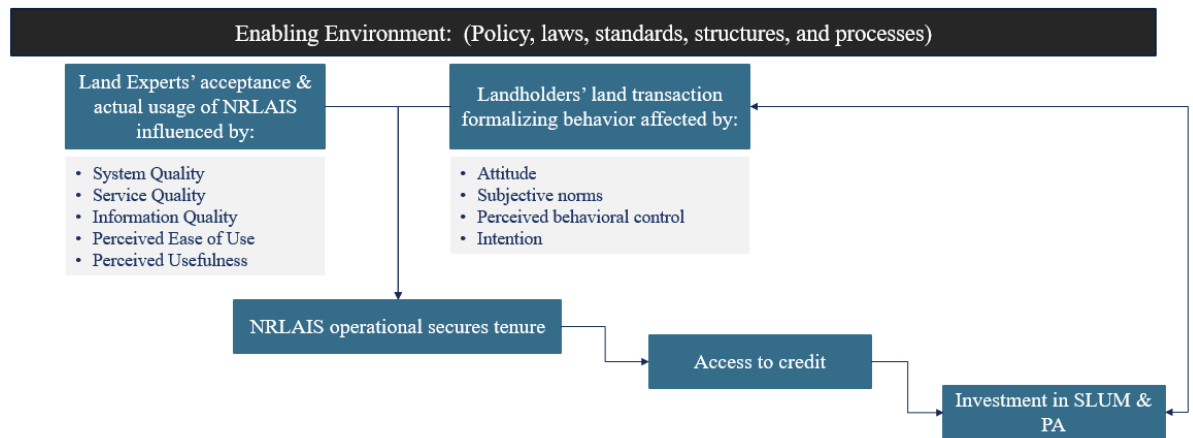 Enabling Environment: (Policy, laws, standards, structures, and processes)
Land Experts' acceptance &
actual usage of NRLAIS
influenced by:
• System Quality
• Service Quality
• Information Quality
• Perceived Ease of Use
• Perceived Usefulness
Landholders' land transaction
formalizing behavior affected by:
• Attitude
• Subjective norms
• Perceived behavioral control
• Intention
NRLAIS operational secures tenure
Access to credit
Investment in SLUM &
PA